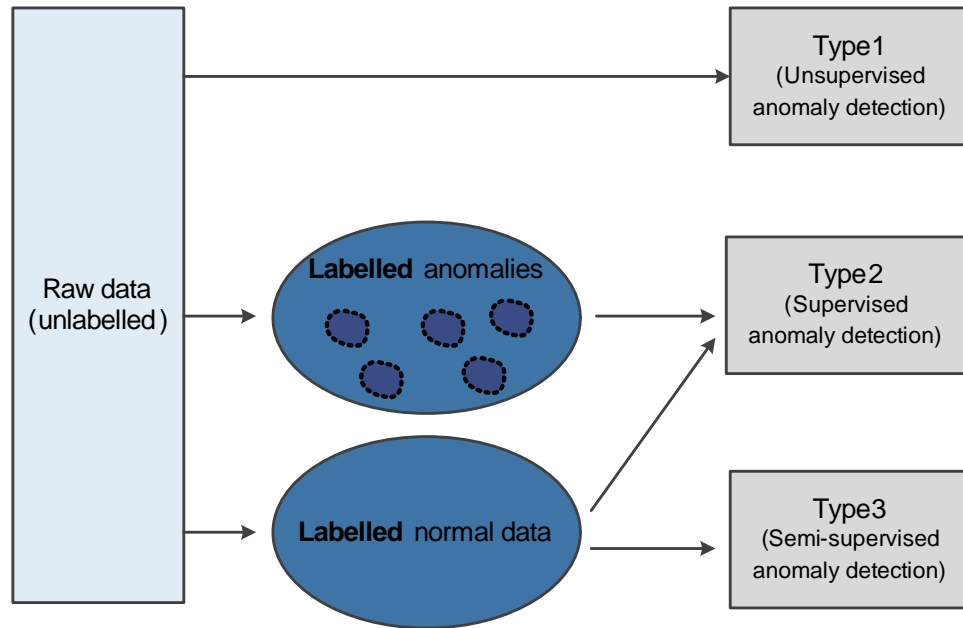 Raw data
(unlabelled)
Labelled anomalies
Labelled normal data
Type1
(Unsupervised
anomaly detection)
Type2
(Supervised
anomaly detection)
Type3
(Semi-supervised
anomaly detection)